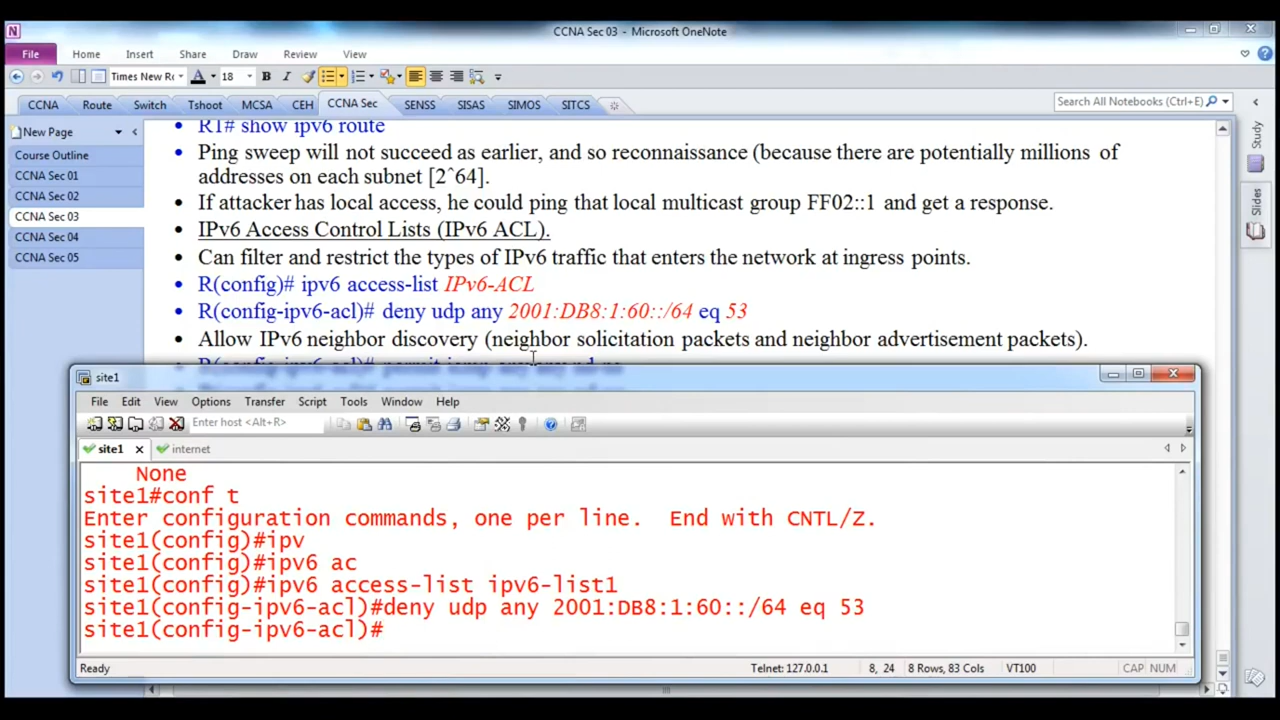 CCNA Sec 03 - Microsoft OneNote
File Home Insert Share Draw Review View
Times New Ro 18 B I
CCNA Route Switch Tshoot MCSA CEH CCNA Sec SENSS SISAS SIMOS SITCS
Search All Notebooks (Ctrl+E)
New Page
Course Outline
CCNA Sec 01
CCNA Sec 02
CCNA Sec 03
CCNA Sec 04
CCNA Sec 05
Study
Slides
• R1# show ipv6 route
• Ping sweep will not succeed as earlier, and so reconnaissance (because there are potentially millions of
addresses on each subnet [2^64].
• If attacker has local access, he could ping that local multicast group FF02::1 and get a response.
• IPv6 Access Control Lists (IPv6 ACL).
• Can filter and restrict the types of IPv6 traffic that enters the network at ingress points.
• R(config)# ipv6 access-list IPv6-ACL
• R(config-ipv6-acl)# deny udp any 2001:DB8:1:60::/64 eq 53
• Allow IPv6 neighbor discovery (neighbor solicitation packets and neighbor advertisement packets).
site1
File Edit View Options Transfer Script Tools Window Help
Enter host <Alt+R>
site1 internet
None
site1#conf t
Enter configuration commands, one per line. End with CNTL/Z.
site1(config)#ipv
site1(config)#ipv6 ac
site1(config)#ipv6 access-list ipv6-list1
site1(config-ipv6-acl)#deny udp any 2001:DB8:1:60::/64 eq 53
site1(config-ipv6-acl)#
Ready Telnet: 127.0.0.1 8, 24 8 Rows, 83 Cols VT100 CAP NUM